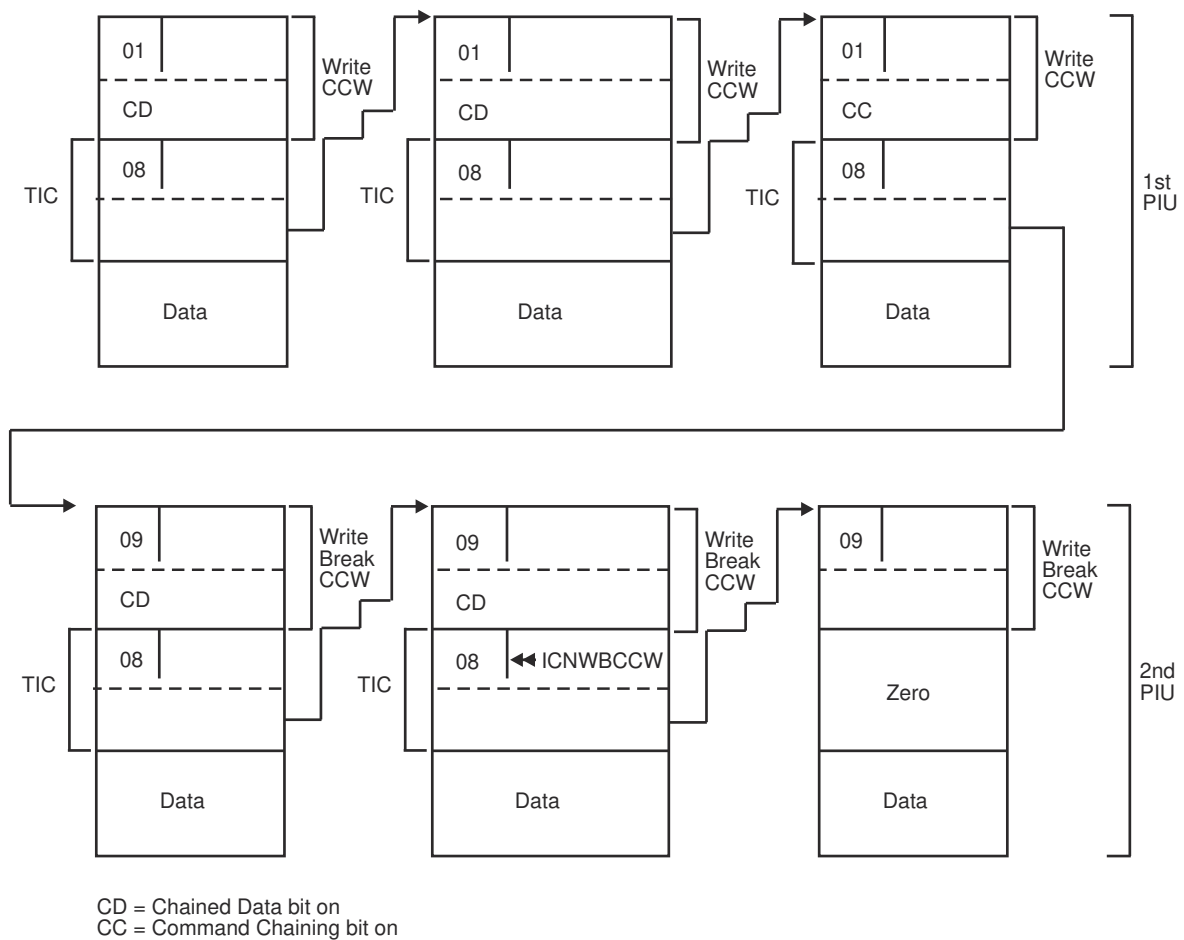 01
Write
CCW
CD
TIC
08
Data
01
Write
CCW
CD
TIC
08
Data
01
Write
CCW
CC
TIC
08
Data
1st
PIU
09
Write
Break
CCW
CD
TIC
08
Data
09
Write
Break
CCW
CD
TIC
08
ICNWBCCW
Data
09
Write
Break
CCW
Zero
Data
2nd
PIU
CD = Chained Data bit on
CC = Command Chaining bit on